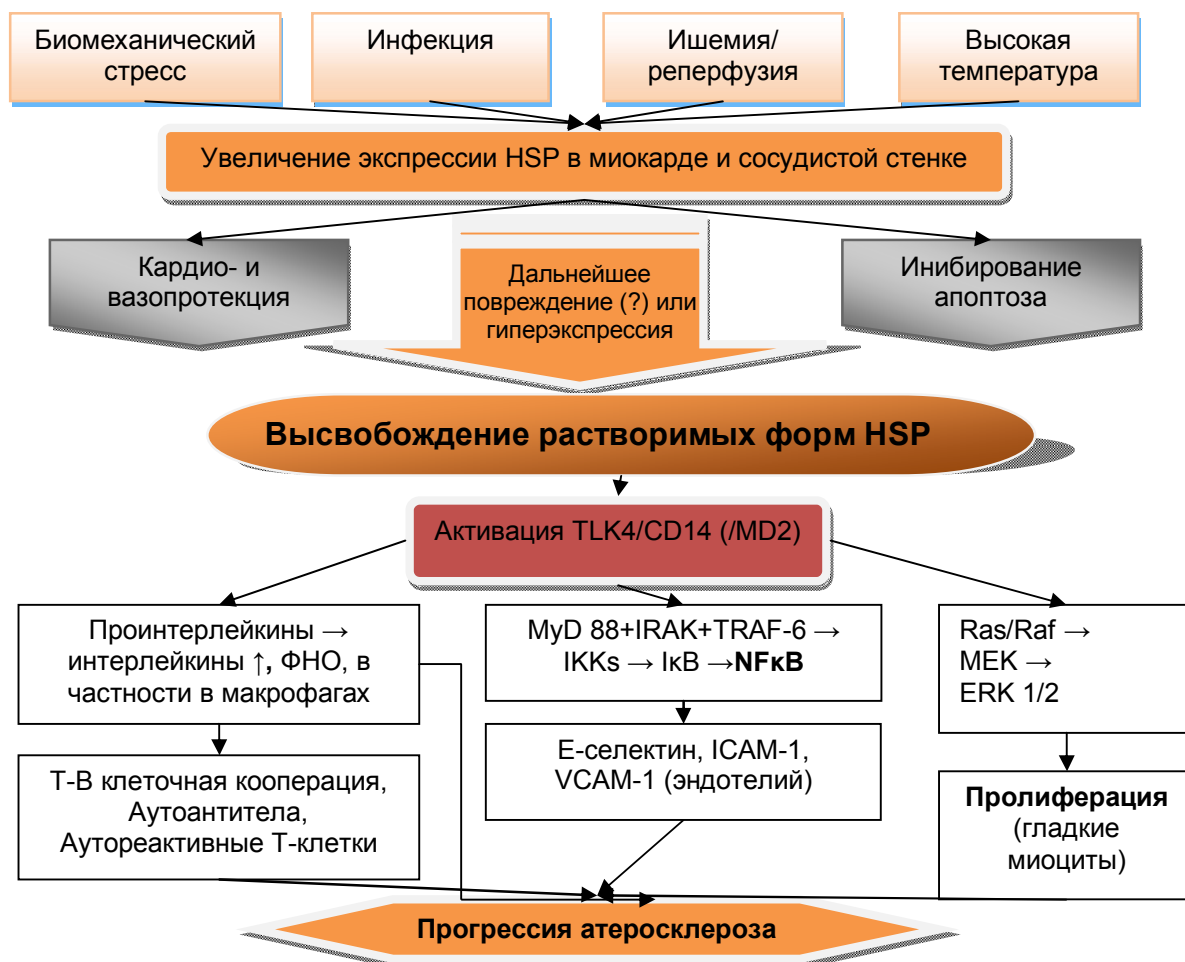 Биомеханический
стресс
Инфекция
Ишемия/
реперфузия
Высокая
температура
Увеличение экспрессии HSP в миокарде и сосудистой стенке
Кардио- и
вазопротекция
Дальнейшее
повреждение (?) или
гиперэкспрессия
Инибирование
апоптоза
Высвобождение растворимых форм HSP
Активация TLK4/CD14 (/MD2)
Проинтерлейкины →
интерлейкины ↑, ФНО, в
частности в макрофагах
MyD 88+IRAK+TRAF-6 →
IKKs → IκB →NFκB
Ras/Raf →
MEK →
ERK 1/2
Т-В клеточная кооперация,
Аутоантитела,
Аутореактивные Т-клетки
Е-селектин, ICAM-1,
VCAM-1 (эндотелий)
Пролиферация
(гладкие
миоциты)
Прогрессия атеросклероза